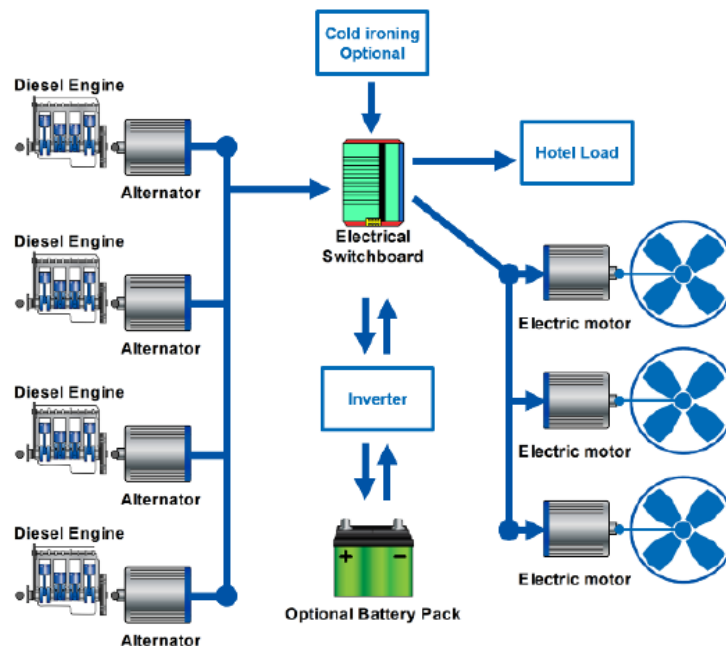 Cold ironing
Optional
Diesel Engine
Alternator
Hotel Load
Electrical
Switchboard
Diesel Engine
Alternator
Electric motor
Inverter
Diesel Engine
Alternator
Electric motor
Diesel Engine
Alternator
+ −
Optional Battery Pack
Electric motor